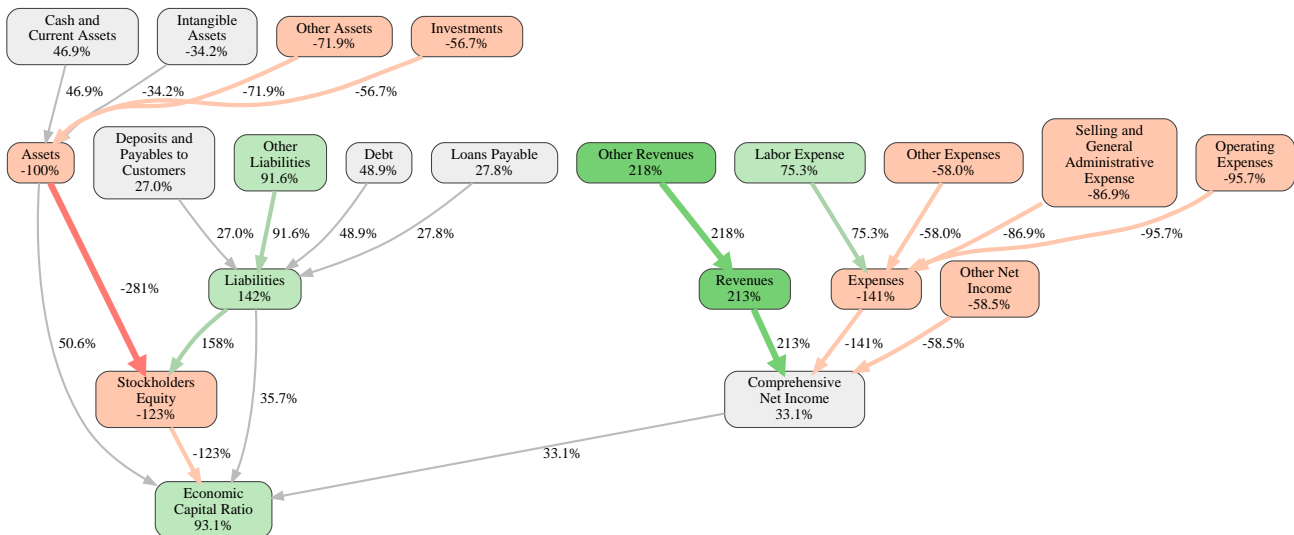 Cash and
Current Assets
46.9%
Intangible
Assets
-34.2%
Other Assets
-71.9%
Investments
-56.7%
46.9%
-34.2%
-71.9%
-56.7%
Assets
-100%
Deposits and
Payables to
Customers
27.0%
Other
Liabilities
91.6%
Debt
48.9%
Loans Payable
27.8%
Other Revenues
218%
Labor Expense
75.3%
Other Expenses
-58.0%
Selling and
General
Administrative
Expense
-86.9%
Operating
Expenses
-95.7%
27.0%
91.6%
48.9%
27.8%
218%
75.3%
-58.0%
-86.9%
-95.7%
-281%
Liabilities
142%
Revenues
213%
Expenses
-141%
Other Net
Income
-58.5%
50.6%
158%
35.7%
213%
-141%
-58.5%
Stockholders
Equity
-123%
Comprehensive
Net Income
33.1%
-123%
33.1%
Economic
Capital Ratio
93.1%